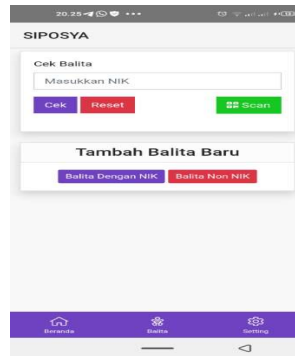 20.25
SIPOSYA
Cek Balita
Masukkan NIK
Cek Reset Scan
Tambah Balita Baru
Balita Dengan NIK Balita Non NIK
Beranda Balita Setting